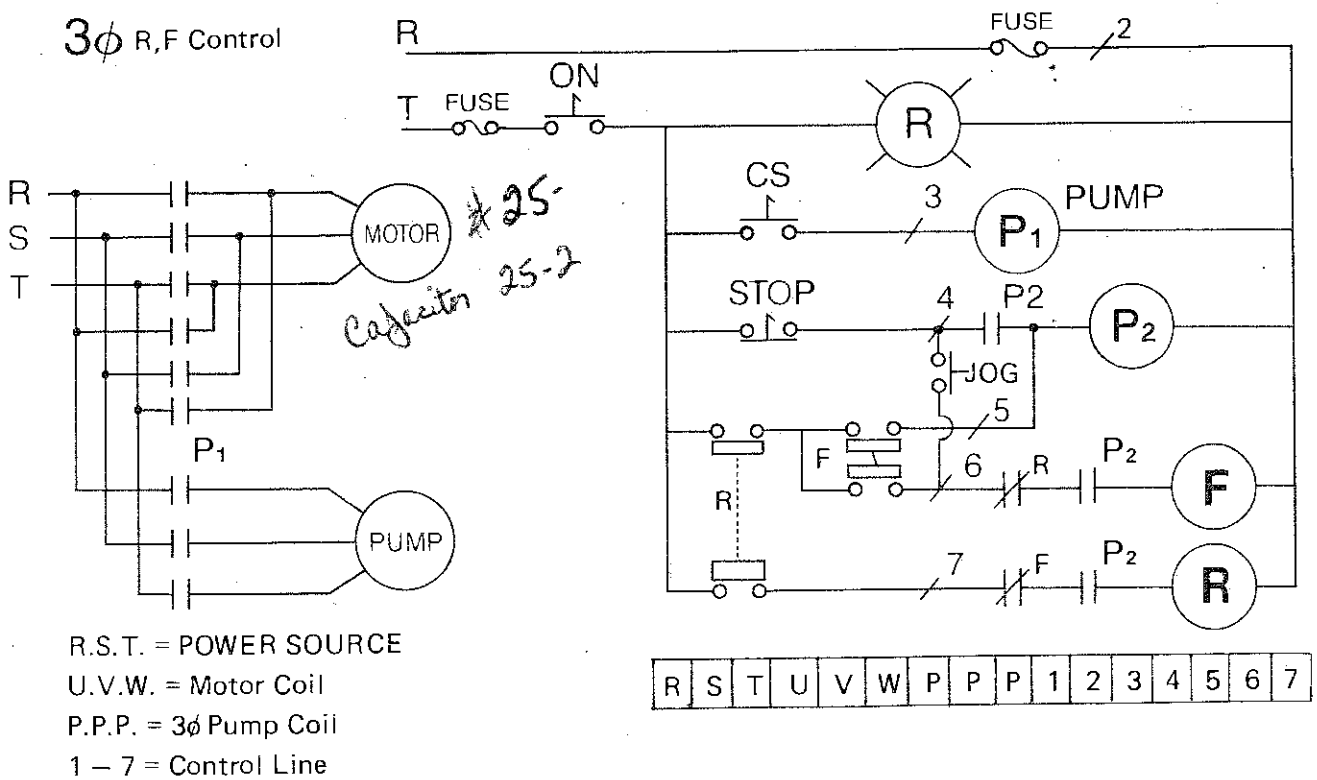 3ϕ R,F Control
R
FUSE
2
T
FUSE
ON
R
CS
3
P1
PUMP
STOP
4
P2
P2
JOG
5
F
6
R
P2
F
R
7
F
P2
R
R
S
T
MOTOR
* 25-
Capacitor 25-2
P1
PUMP
R.S.T. = POWER SOURCE
U.V.W. = Motor Coil
P.P.P. = 3ϕ Pump Coil
1 – 7 = Control Line
R S T U V W P P P 1 2 3 4 5 6 7